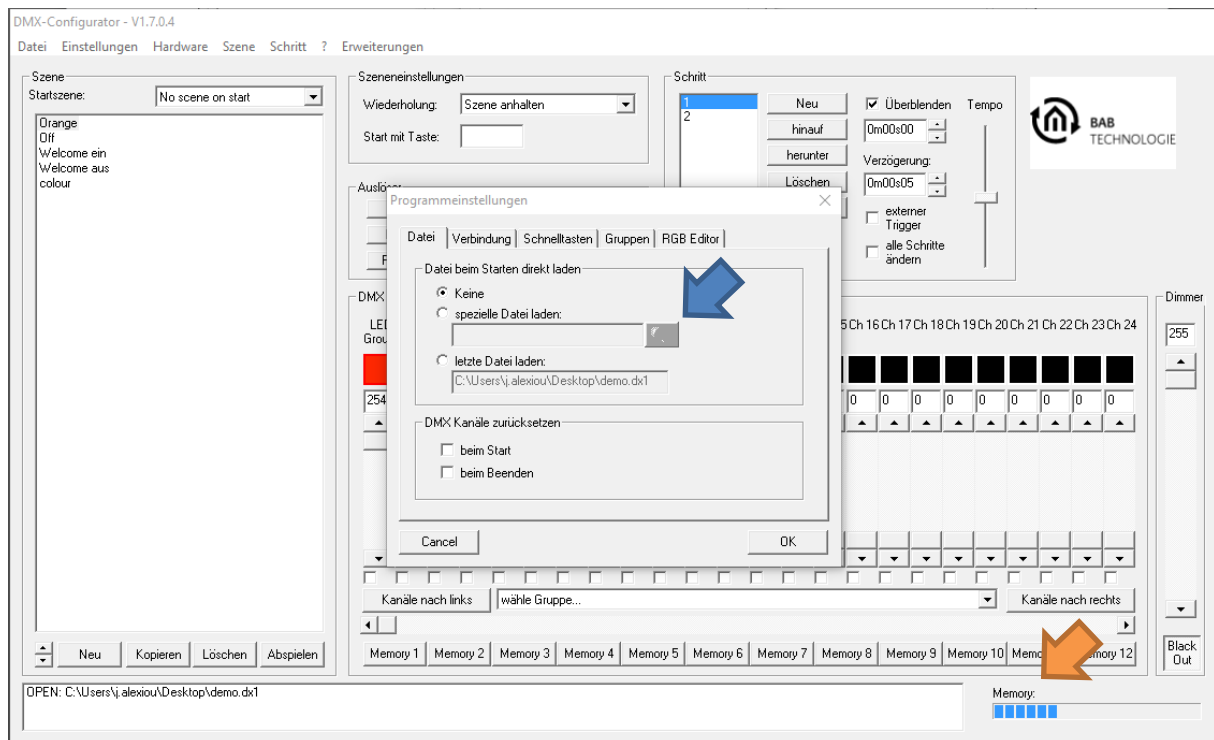 DMX-Configurator - V1.7.0.4
Datei Einstellungen Hardware Szene Schritt ? Erweiterungen
Szene
Startszene: No scene on start
Orange
Off
Welcome ein
Welcome aus
colour
Neu Kopieren Löschen Abspielen
Szeneneinstellungen
Wiederholung: Szene anhalten
Start mit Taste:
Schritt
1
2
Neu
hinauf
herunter
Löschen
Überblenden
0m00s00
Verzögerung:
0m00s05
externer
Trigger
alle Schritte
ändern
Tempo
BAB
TECHNOLOGIE
Programmeinstellungen
Datei Verbindung Schnelltasten Gruppen RGB Editor
Datei beim Starten direkt laden
Keine
spezielle Datei laden:
letzte Datei laden:
C:\Users\j.alexiou\Desktop\demo.dx1
DMX Kanäle zurücksetzen
beim Start
beim Beenden
Cancel OK
DMX
Ch 16 Ch 17 Ch 18 Ch 19 Ch 20 Ch 21 Ch 22 Ch 23 Ch 24
254 0 0 0 0 0 0 0 0 0
Kanäle nach links wähle Gruppe... Kanäle nach rechts
Memory 1 Memory 2 Memory 3 Memory 4 Memory 5 Memory 6 Memory 7 Memory 8 Memory 9 Memory 10
12
Dimmer
255
Black
Out
OPEN: C:\Users\j.alexiou\Desktop\demo.dx1
Memory: